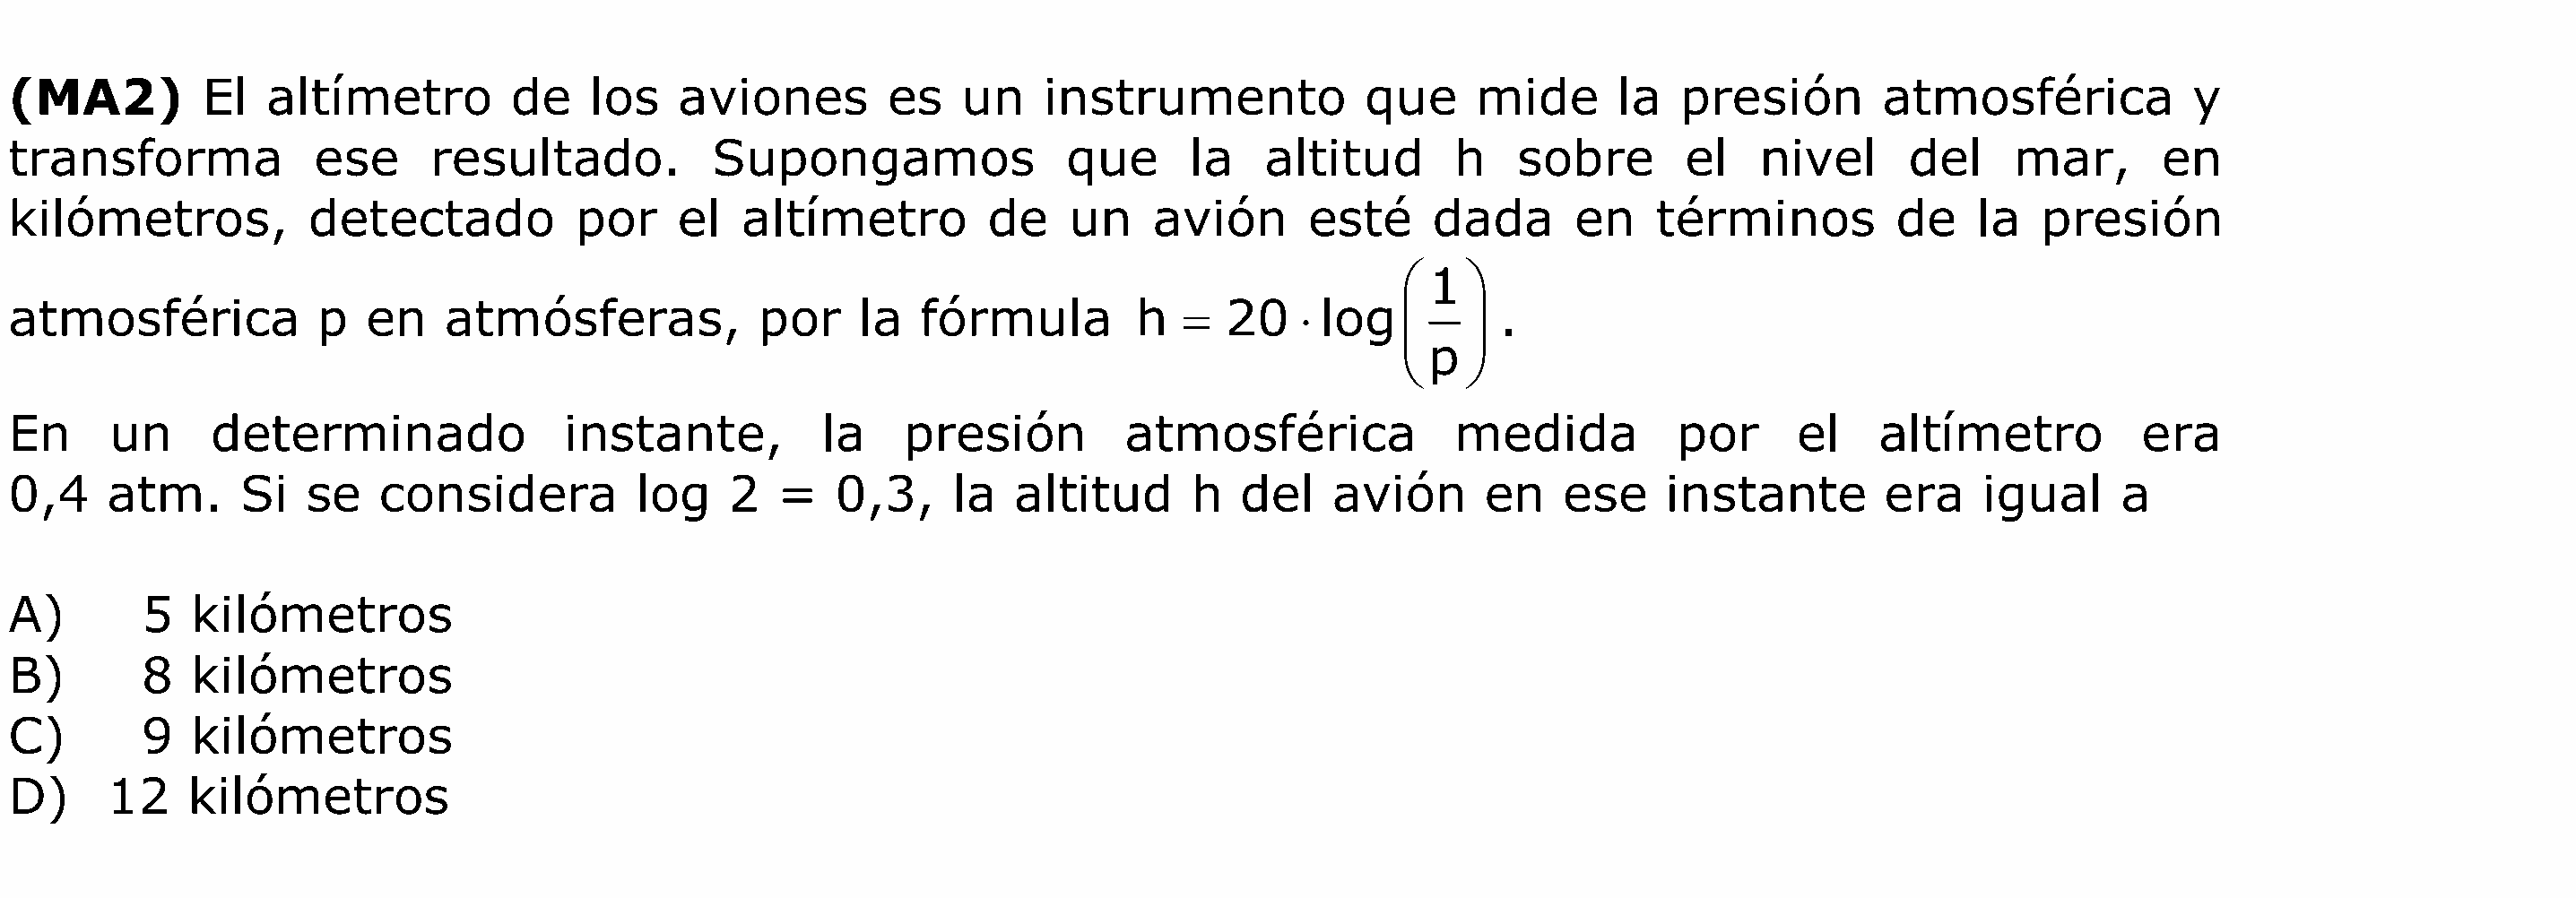 (MA2) El altímetro de los aviones es un instrumento que mide la presión atmosférica y
transforma ese resultado. Supongamos que la altitud h sobre el nivel del mar, en
kilómetros, detectado por el altímetro de un avión esté dada en términos de la presión
atmosférica p en atmósferas, por la fórmula h = 20 · log(1/p).
En un determinado instante, la presión atmosférica medida por el altímetro era
0,4 atm. Si se considera log 2 = 0,3, la altitud h del avión en ese instante era igual a
A) 5 kilómetros
B) 8 kilómetros
C) 9 kilómetros
D) 12 kilómetros